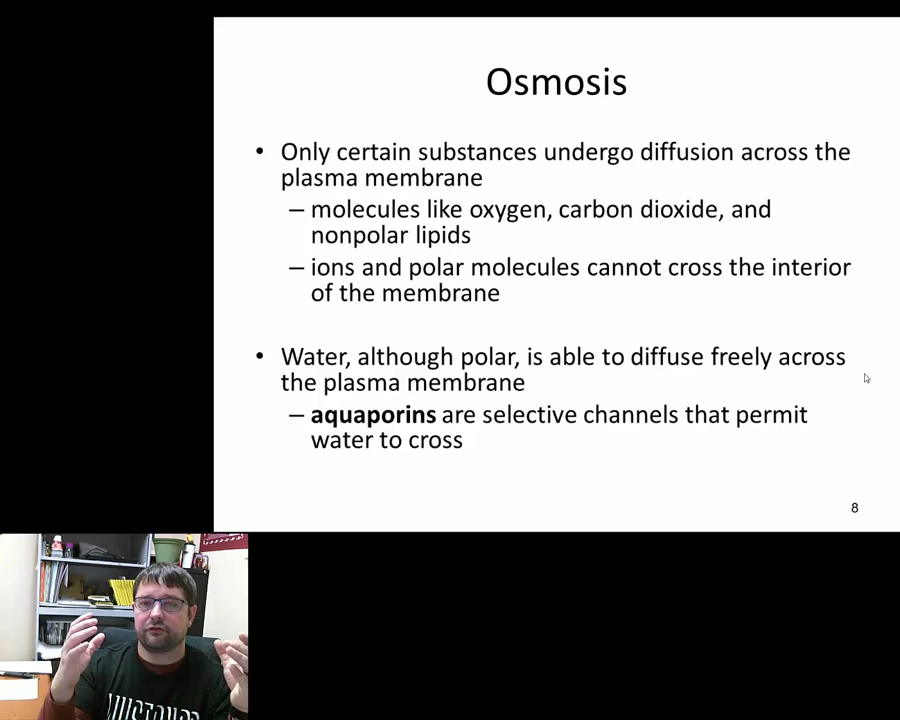 Osmosis
• Only certain substances undergo diffusion across the
plasma membrane
– molecules like oxygen, carbon dioxide, and
nonpolar lipids
– ions and polar molecules cannot cross the interior
of the membrane
• Water, although polar, is able to diffuse freely across
the plasma membrane
– aquaporins are selective channels that permit
water to cross
8